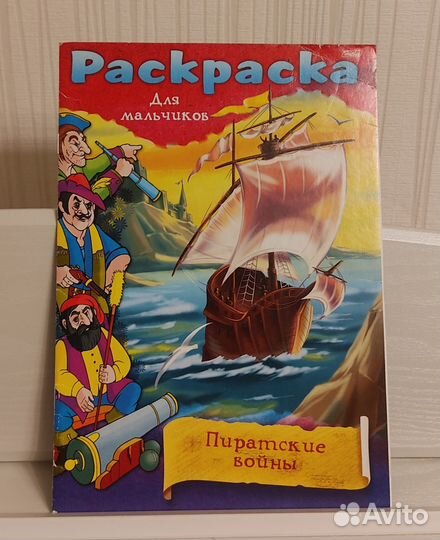 Раскраска
Для
мальчиков
Пиратские
войны
Avito